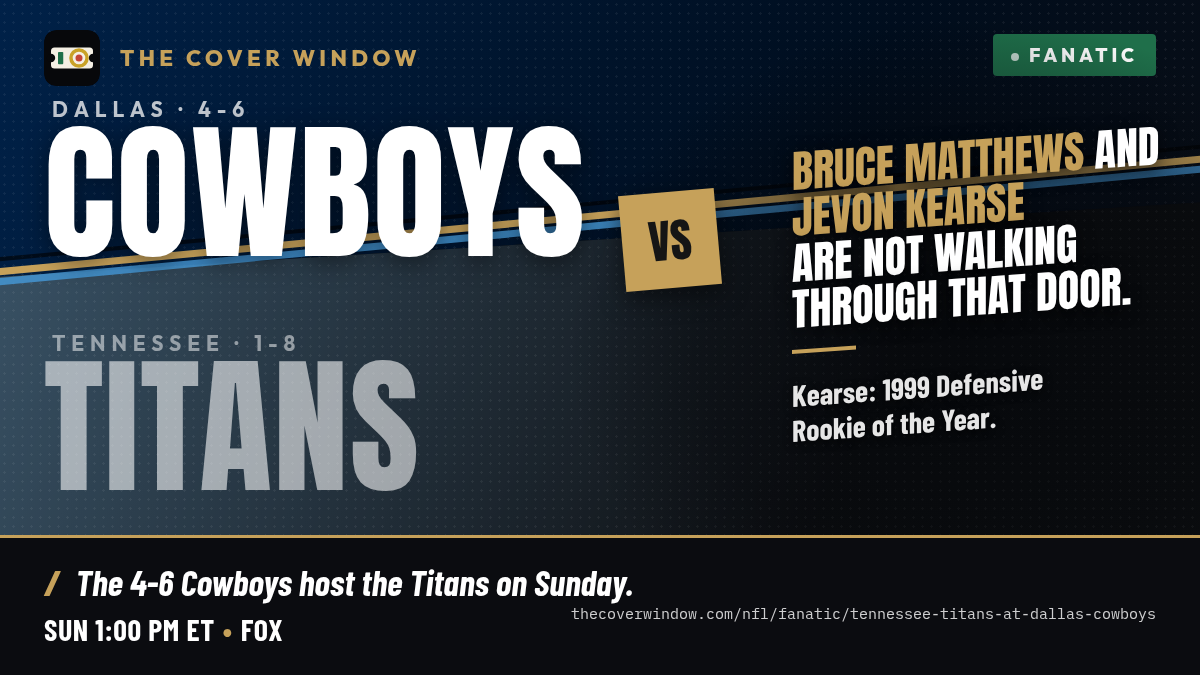 THE COVER WINDOW
FANATIC
DALLAS · 4-6
COWBOYS
VS
TENNESSEE · 1-8
TITANS
BRUCE MATTHEWS AND
JEVON KEARSE
ARE NOT WALKING
THROUGH THAT DOOR.
Kearse: 1999 Defensive
Rookie of the Year.
/ The 4-6 Cowboys host the Titans on Sunday.
SUN 1:00 PM ET • FOX
thecoverwindow.com/nfl/fanatic/tennessee-titans-at-dallas-cowboys